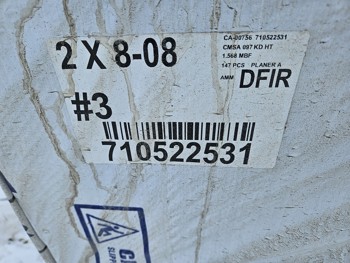 CA-00756 710522531
2 X 8-08
CMSA 097 KD HT
1.568 MBF
147 PCS PLANER A
AMM DFIR
#3
710522531